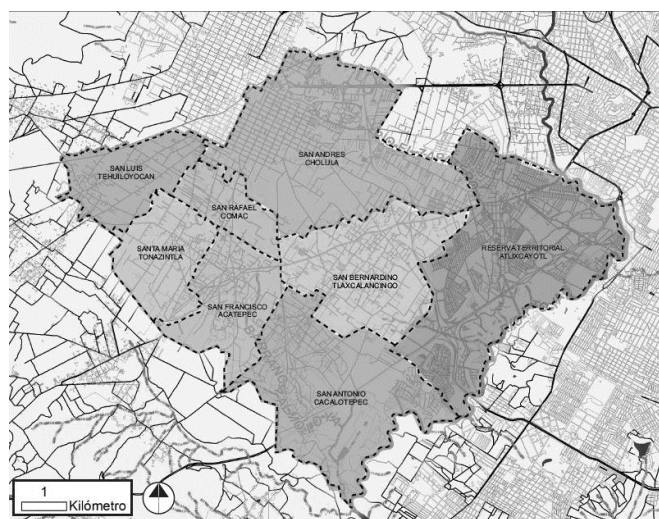 SAN ANDRES
CHOLULA
SAN LUIS
TEHUILOYOCAN
SAN RAFAEL
COMAC
SANTA MARIA
TONAZINTLA
RESERVA TERRITORIAL
ATLIXCAYOTL
SAN BERNARDINO
TLAXCALANCINGO
SAN FRANCISCO
ACATEPEC
SAN ANTONIO
CACALOTEPEC
1
Kilómetro